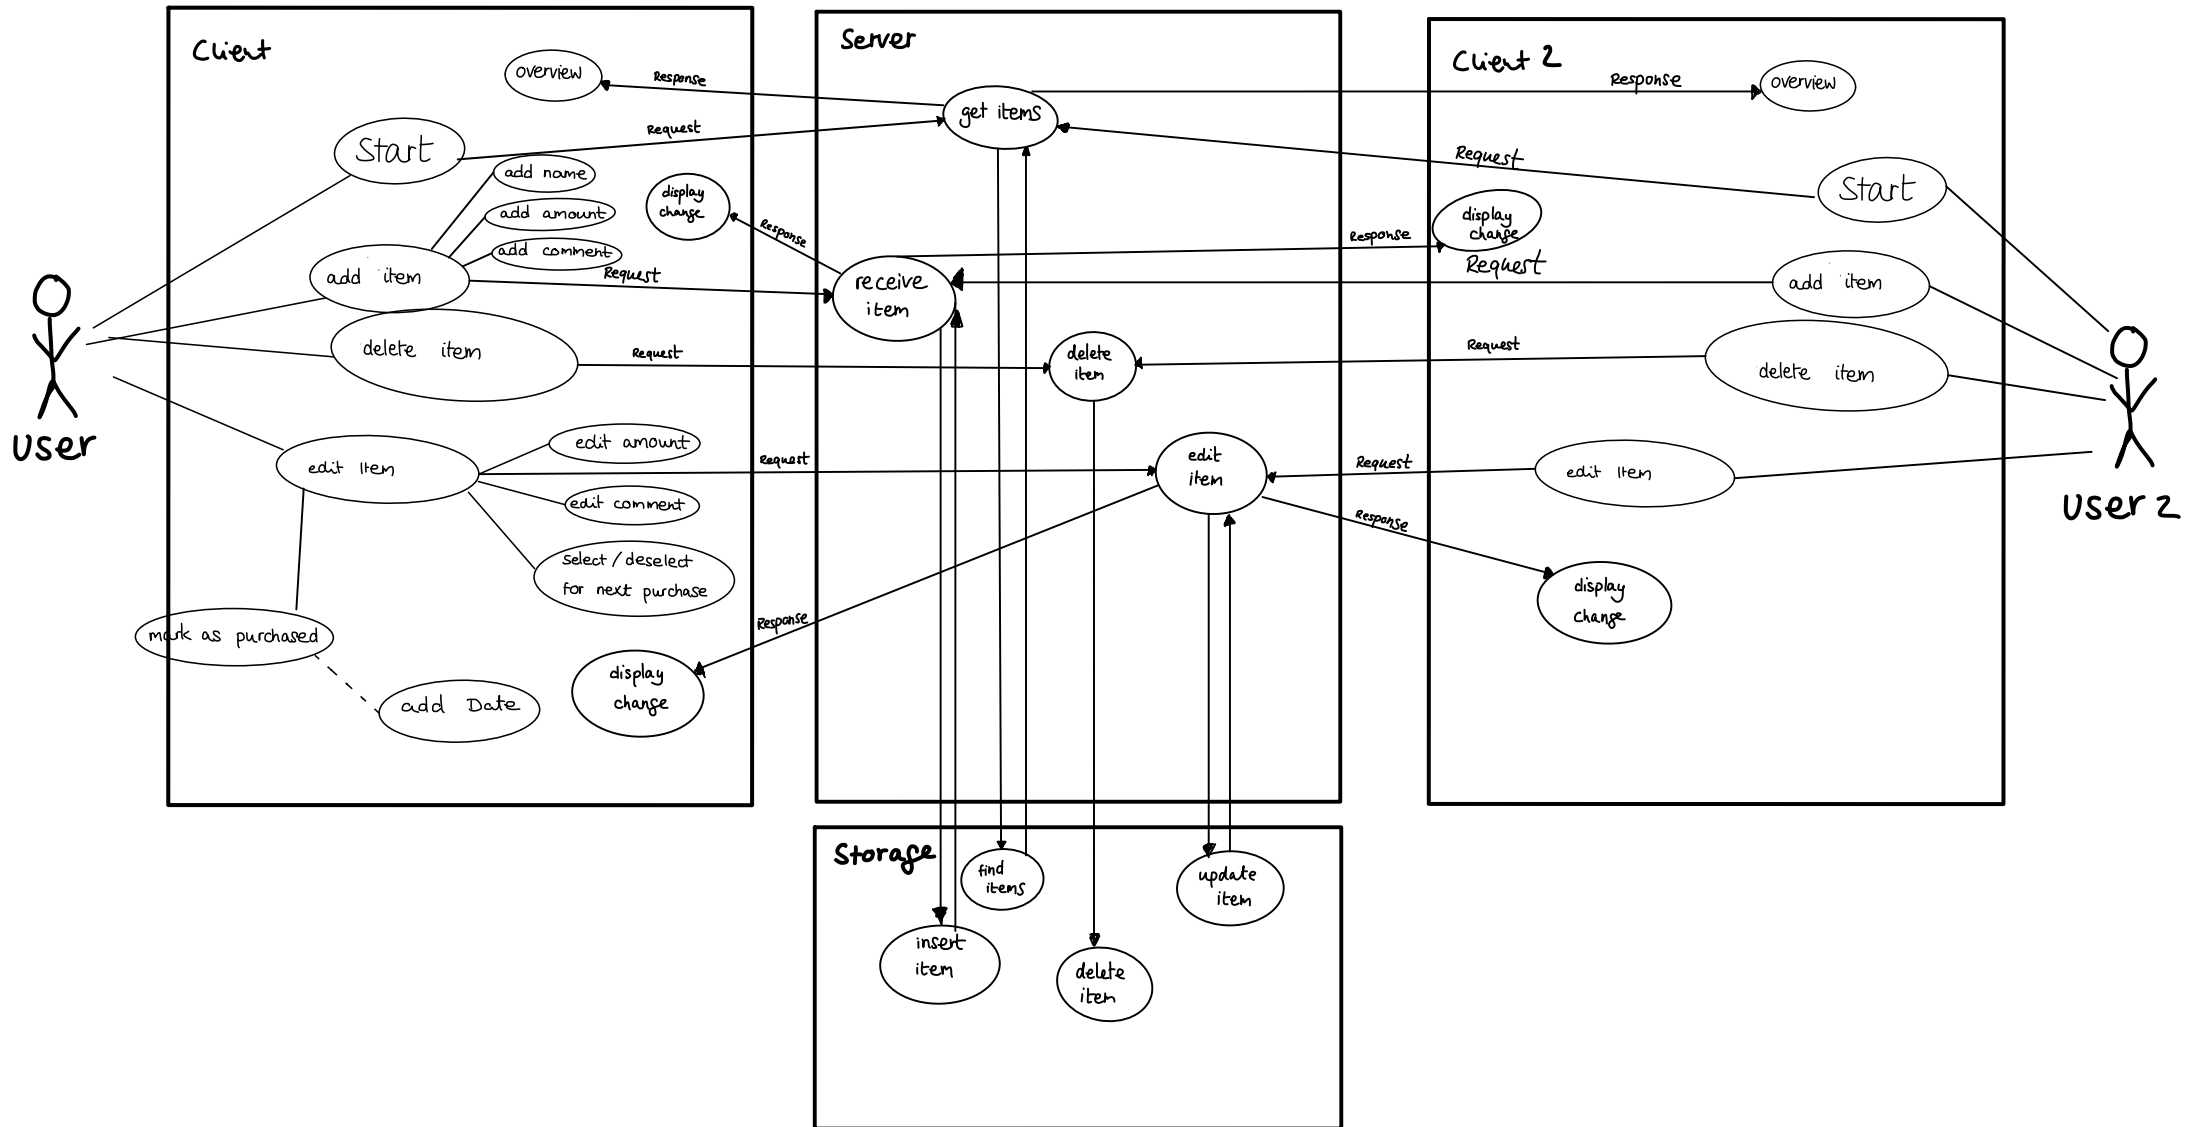 Client
overview
Response
Start
Request
add name
add amount
add comment
display
change
Response
add item
Request
delete item
Request
User
edit Item
edit amount
Request
edit comment
Select / deselect
for next purchase
mark as purchased
add Date
Response
display
change
Server
get items
receive
item
delete
item
edit
item
Storage
find
items
update
item
insert
item
delete
item
Client 2
Response
overview
Request
Start
display
change
Response
Request
add item
Request
delete item
Request
edit Item
Response
display
change
User 2